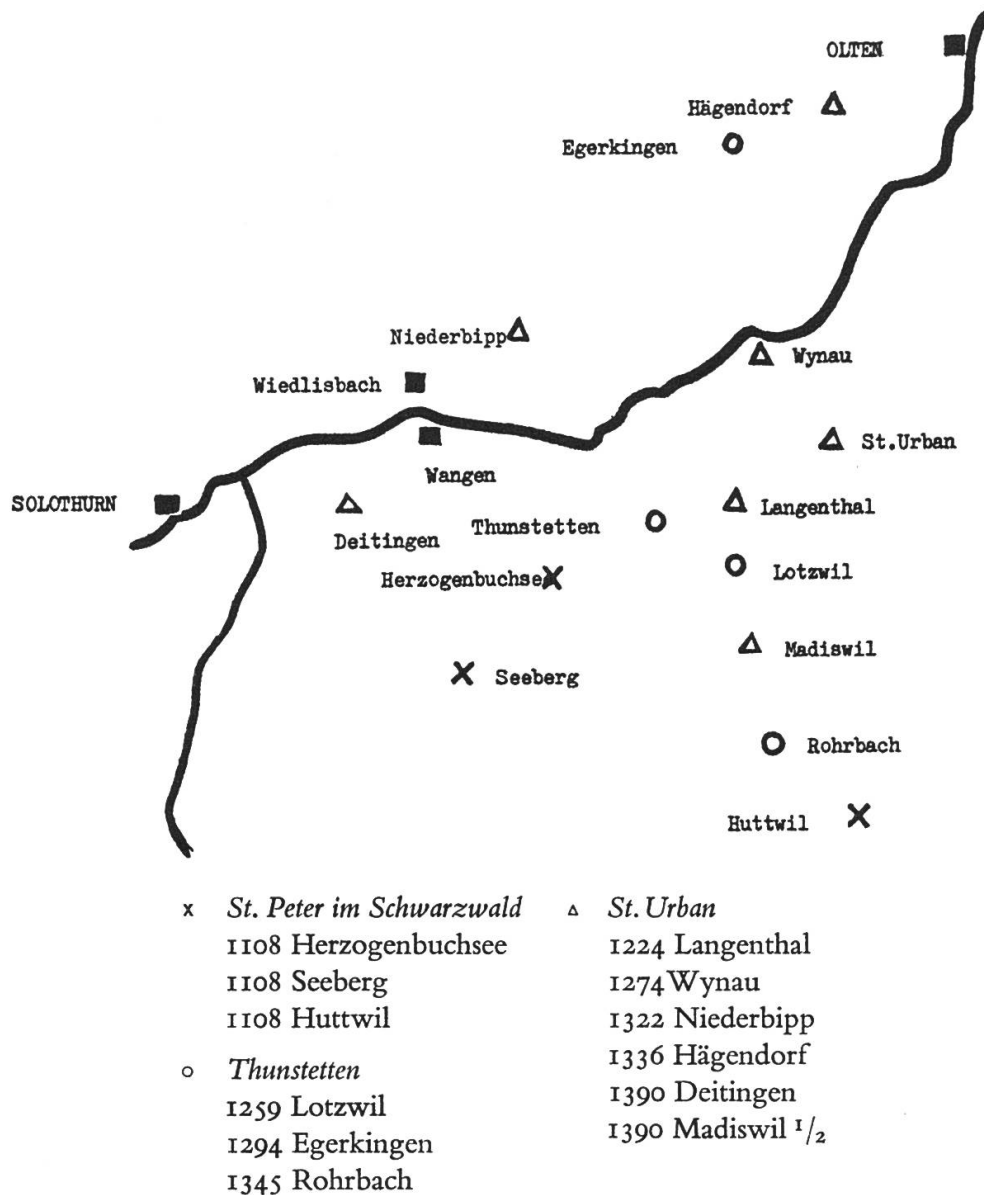 OLTEN
Hägendorf
Egerkingen
Niederbipp
Wynau
Wiedlisbach
St.Urban
Wangen
SOLOTHURN
Langenthal
Thunstetten
Deitingen
Lotzwil
Herzogenbuchsee
Madiswil
Seeberg
Rohrbach
Huttwil
x St. Peter im Schwarzwald
1108 Herzogenbuchsee
1108 Seeberg
1108 Huttwil
o Thunstetten
1259 Lotzwil
1294 Egerkingen
1345 Rohrbach
△ St. Urban
1224 Langenthal
1274 Wynau
1322 Niederbipp
1336 Hägendorf
1390 Deitingen
1390 Madiswil 1/2